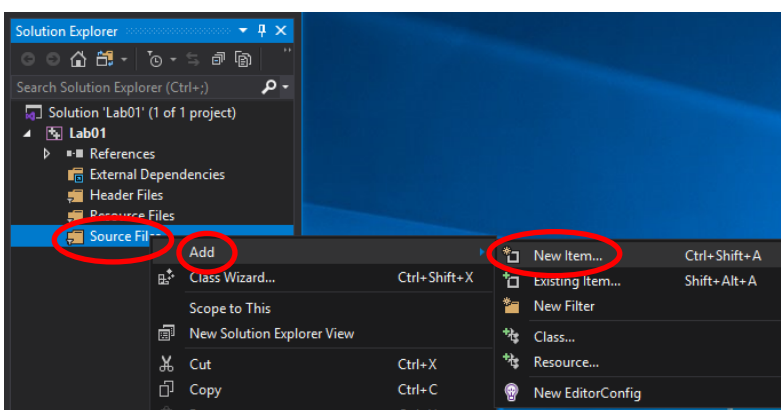 Solution Explorer
Search Solution Explorer (Ctrl+;)
Solution 'Lab01' (1 of 1 project)
Lab01
References
External Dependencies
Header Files
Resource Files
Source Files
Add
Class Wizard... Ctrl+Shift+X
Scope to This
New Solution Explorer View
Cut Ctrl+X
Copy Ctrl+C
New Item... Ctrl+Shift+A
Existing Item... Shift+Alt+A
New Filter
Class...
Resource...
New EditorConfig